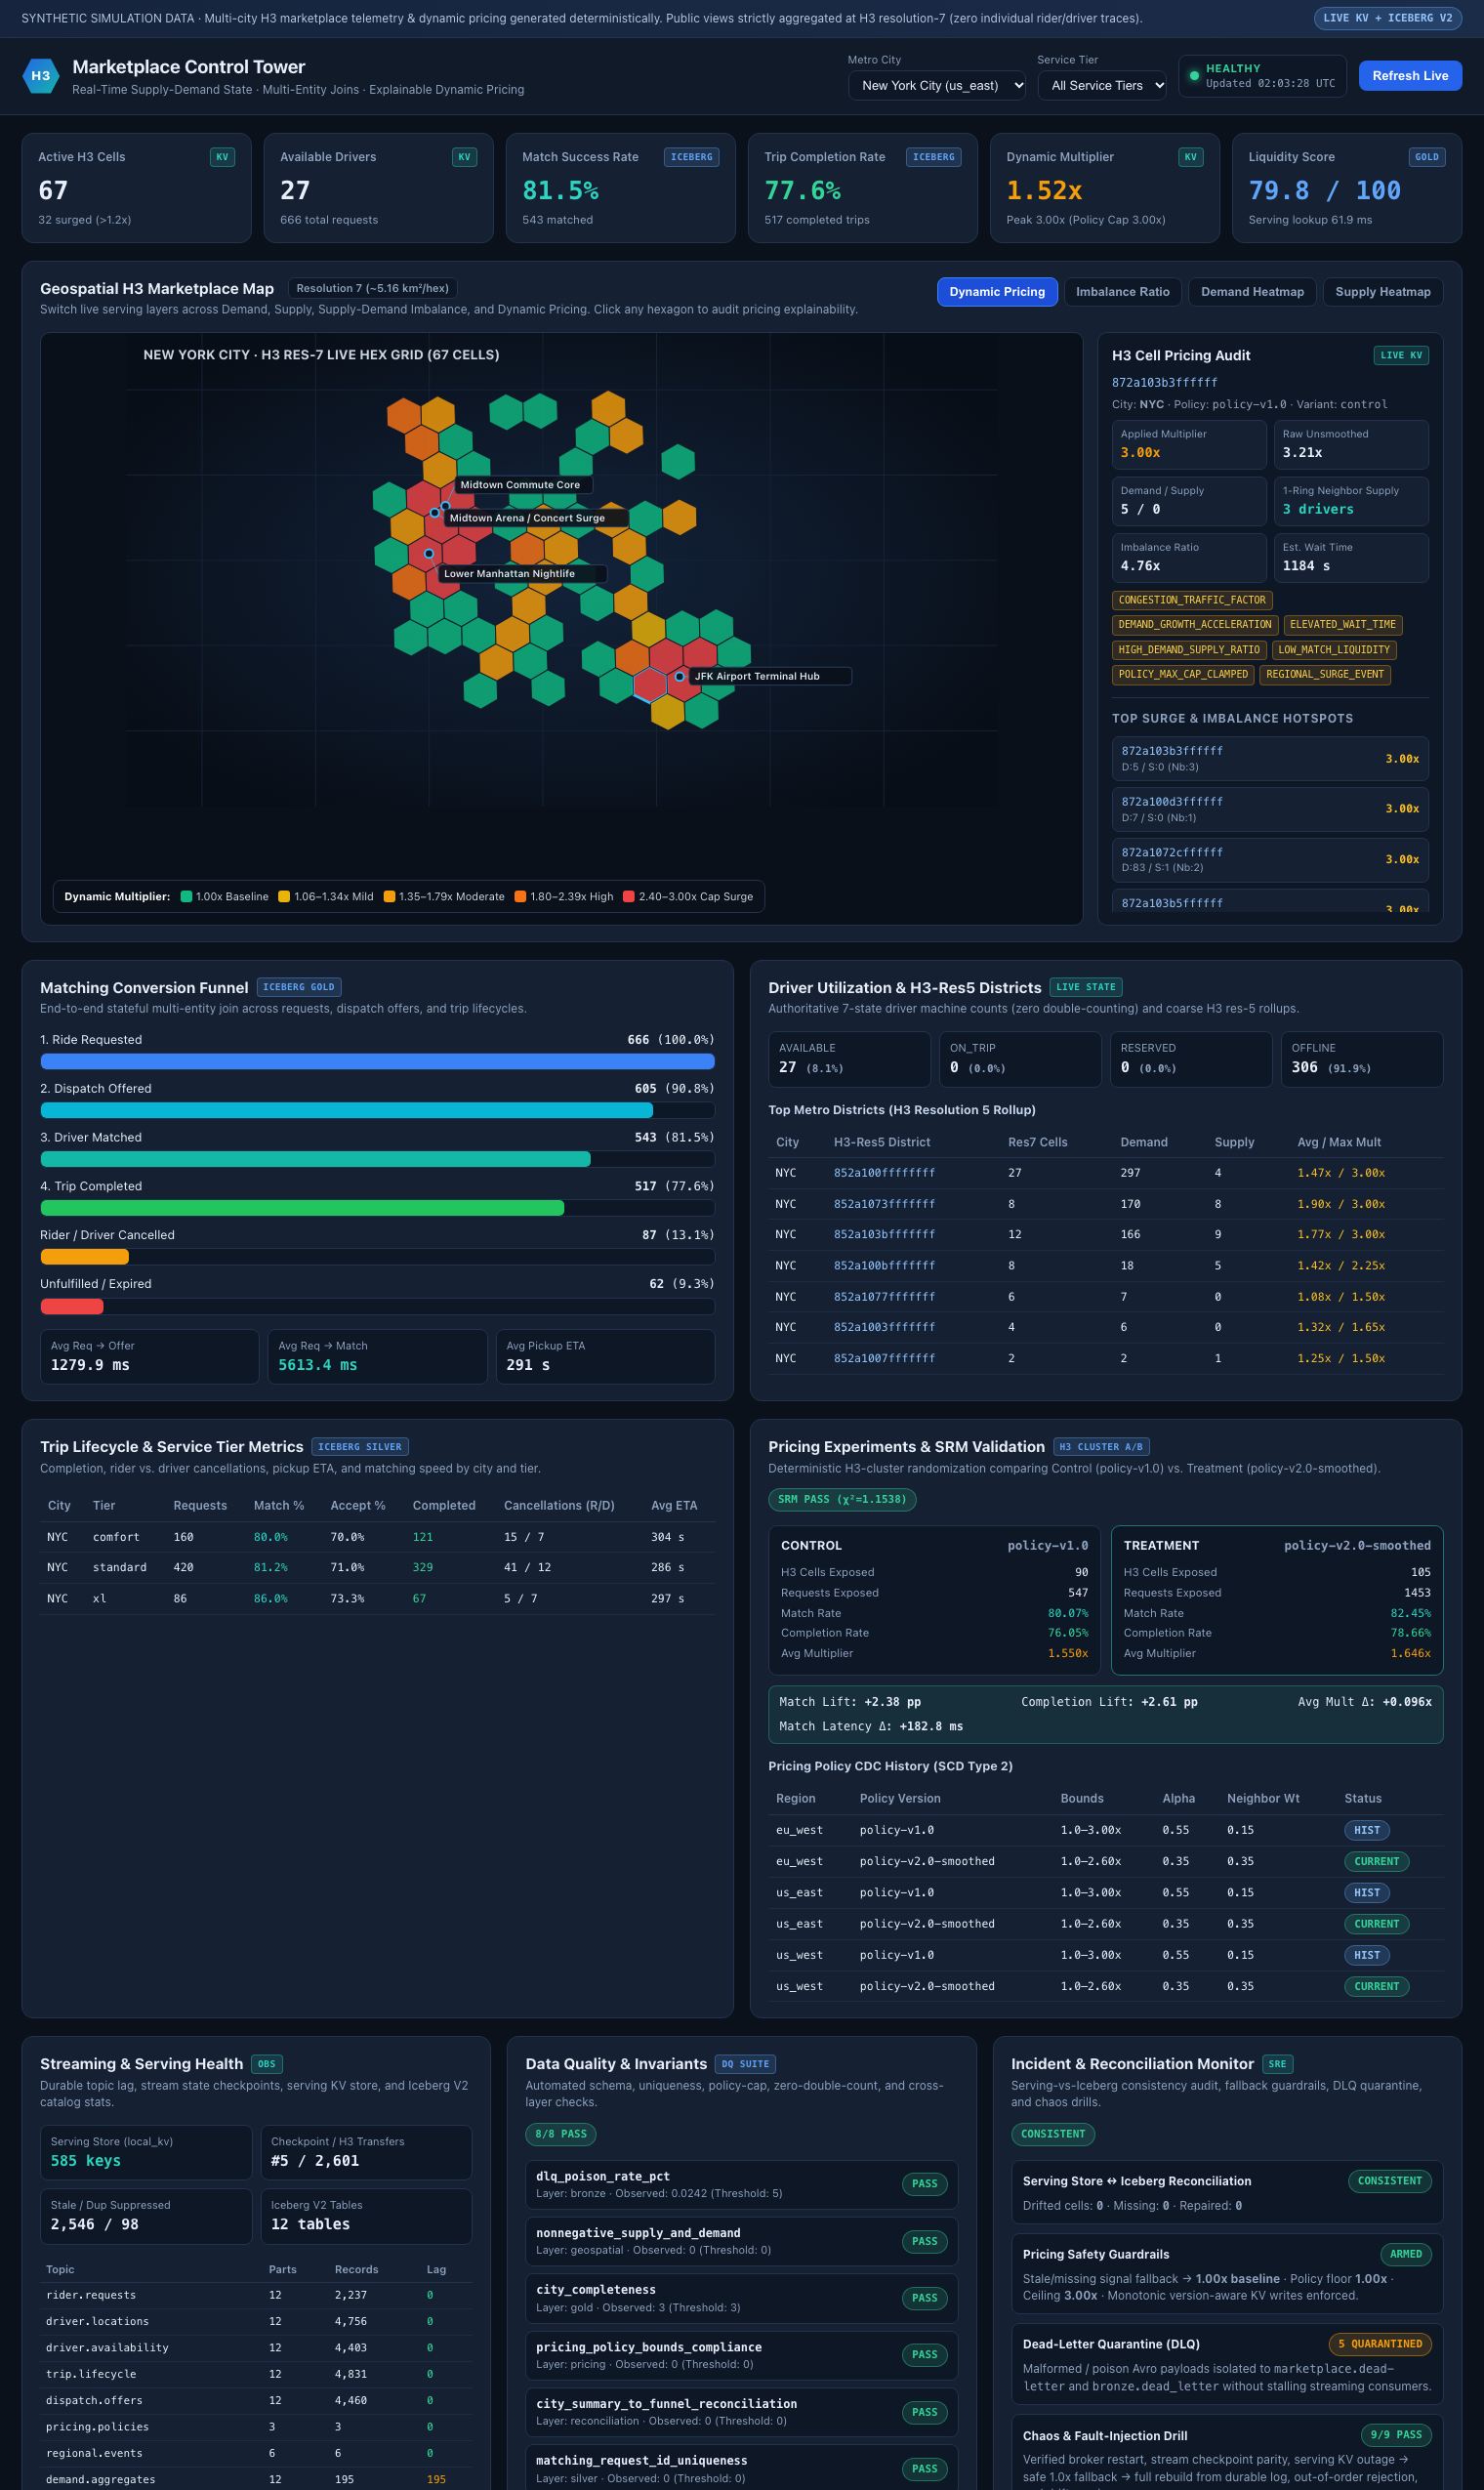 SYNTHETIC SIMULATION DATA · Multi-city H3 marketplace telemetry & dynamic pricing generated deterministically. Public views strictly aggregated at H3 resolution-7 (zero individual rider/driver traces).
LIVE KV + ICEBERG V2
H3
Marketplace Control Tower
Real-Time Supply-Demand State · Multi-Entity Joins · Explainable Dynamic Pricing
Metro City
New York City (us_east)
Service Tier
All Service Tiers
HEALTHY
Updated 02:03:28 UTC
Refresh Live
Active H3 Cells KV
67
32 surged (>1.2x)
Available Drivers KV
27
666 total requests
Match Success Rate ICEBERG
81.5%
543 matched
Trip Completion Rate ICEBERG
77.6%
517 completed trips
Dynamic Multiplier KV
1.52x
Peak 3.00x (Policy Cap 3.00x)
Liquidity Score GOLD
79.8 / 100
Serving lookup 61.9 ms
Geospatial H3 Marketplace Map Resolution 7 (~5.16 km²/hex)
Switch live serving layers across Demand, Supply, Supply-Demand Imbalance, and Dynamic Pricing. Click any hexagon to audit pricing explainability.
Dynamic Pricing
Imbalance Ratio
Demand Heatmap
Supply Heatmap
NEW YORK CITY · H3 RES-7 LIVE HEX GRID (67 CELLS)
Midtown Commute Core
Midtown Arena / Concert Surge
Lower Manhattan Nightlife
JFK Airport Terminal Hub
Dynamic Multiplier: 1.00x Baseline 1.06–1.34x Mild 1.35–1.79x Moderate 1.80–2.39x High 2.40–3.00x Cap Surge
H3 Cell Pricing Audit LIVE KV
872a103b3ffffff
City: NYC · Policy: policy-v1.0 · Variant: control
Applied Multiplier
3.00x
Raw Unsmoothed
3.21x
Demand / Supply
5 / 0
1-Ring Neighbor Supply
3 drivers
Imbalance Ratio
4.76x
Est. Wait Time
1184 s
CONGESTION_TRAFFIC_FACTOR
DEMAND_GROWTH_ACCELERATION ELEVATED_WAIT_TIME
HIGH_DEMAND_SUPPLY_RATIO LOW_MATCH_LIQUIDITY
POLICY_MAX_CAP_CLAMPED REGIONAL_SURGE_EVENT
TOP SURGE & IMBALANCE HOTSPOTS
872a103b3ffffff 3.00x
D:5 / S:0 (Nb:3)
872a100d3ffffff 3.00x
D:7 / S:0 (Nb:1)
872a1072cffffff 3.00x
D:83 / S:1 (Nb:2)
872a103b5ffffff 3.00x
Matching Conversion Funnel ICEBERG GOLD
End-to-end stateful multi-entity join across requests, dispatch offers, and trip lifecycles.
1. Ride Requested 666 (100.0%)
2. Dispatch Offered 605 (90.8%)
3. Driver Matched 543 (81.5%)
4. Trip Completed 517 (77.6%)
Rider / Driver Cancelled 87 (13.1%)
Unfulfilled / Expired 62 (9.3%)
Avg Req → Offer
1279.9 ms
Avg Req → Match
5613.4 ms
Avg Pickup ETA
291 s
Driver Utilization & H3-Res5 Districts LIVE STATE
Authoritative 7-state driver machine counts (zero double-counting) and coarse H3 res-5 rollups.
AVAILABLE
27 (8.1%)
ON_TRIP
0 (0.0%)
RESERVED
0 (0.0%)
OFFLINE
306 (91.9%)
Top Metro Districts (H3 Resolution 5 Rollup)
City H3-Res5 District Res7 Cells Demand Supply Avg / Max Mult
NYC 852a100fffffff 27 297 4 1.47x / 3.00x
NYC 852a1073fffffff 8 170 8 1.90x / 3.00x
NYC 852a103bfffffff 12 166 9 1.77x / 3.00x
NYC 852a100bfffffff 8 18 5 1.42x / 2.25x
NYC 852a1077fffffff 6 7 0 1.08x / 1.50x
NYC 852a1003fffffff 4 6 0 1.32x / 1.65x
NYC 852a1007fffffff 2 2 1 1.25x / 1.50x
Trip Lifecycle & Service Tier Metrics ICEBERG SILVER
Completion, rider vs. driver cancellations, pickup ETA, and matching speed by city and tier.
City Tier Requests Match % Accept % Completed Cancellations (R/D) Avg ETA
NYC comfort 160 80.0% 70.0% 121 15 / 7 304 s
NYC standard 420 81.2% 71.0% 329 41 / 12 286 s
NYC xl 86 86.0% 73.3% 67 5 / 7 297 s
Pricing Experiments & SRM Validation H3 CLUSTER A/B
Deterministic H3-cluster randomization comparing Control (policy-v1.0) vs. Treatment (policy-v2.0-smoothed).
SRM PASS (χ²=1.1538)
CONTROL policy-v1.0
H3 Cells Exposed 90
Requests Exposed 547
Match Rate 80.07%
Completion Rate 76.05%
Avg Multiplier 1.550x
TREATMENT policy-v2.0-smoothed
H3 Cells Exposed 105
Requests Exposed 1453
Match Rate 82.45%
Completion Rate 78.66%
Avg Multiplier 1.646x
Match Lift: +2.38 pp Completion Lift: +2.61 pp Avg Mult Δ: +0.096x
Match Latency Δ: +182.8 ms
Pricing Policy CDC History (SCD Type 2)
Region Policy Version Bounds Alpha Neighbor Wt Status
eu_west policy-v1.0 1.0–3.00x 0.55 0.15 HIST
eu_west policy-v2.0-smoothed 1.0–2.60x 0.35 0.35 CURRENT
us_east policy-v1.0 1.0–3.00x 0.55 0.15 HIST
us_east policy-v2.0-smoothed 1.0–2.60x 0.35 0.35 CURRENT
us_west policy-v1.0 1.0–3.00x 0.55 0.15 HIST
us_west policy-v2.0-smoothed 1.0–2.60x 0.35 0.35 CURRENT
Streaming & Serving Health OBS
Durable topic lag, stream state checkpoints, serving KV store, and Iceberg V2
catalog stats.
Serving Store (local_kv)
585 keys
Checkpoint / H3 Transfers
#5 / 2,601
Stale / Dup Suppressed
2,546 / 98
Iceberg V2 Tables
12 tables
Topic Parts Records Lag
rider.requests 12 2,237 0
driver.locations 12 4,756 0
driver.availability 12 4,403 0
trip.lifecycle 12 4,831 0
dispatch.offers 12 4,460 0
pricing.policies 3 3 0
regional.events 6 6 0
demand.aggregates 12 195 195
Data Quality & Invariants DQ SUITE
Automated schema, uniqueness, policy-cap, zero-double-count, and cross-
layer checks.
8/8 PASS
dlq_poison_rate_pct PASS
Layer: bronze · Observed: 0.0242 (Threshold: 5)
nonnegative_supply_and_demand PASS
Layer: geospatial · Observed: 0 (Threshold: 0)
city_completeness PASS
Layer: gold · Observed: 3 (Threshold: 3)
pricing_policy_bounds_compliance PASS
Layer: pricing · Observed: 0 (Threshold: 0)
city_summary_to_funnel_reconciliation PASS
Layer: reconciliation · Observed: 0 (Threshold: 0)
matching_request_id_uniqueness PASS
Layer: silver · Observed: 0 (Threshold: 0)
Incident & Reconciliation Monitor SRE
Serving-vs-Iceberg consistency audit, fallback guardrails, DLQ quarantine,
and chaos drills.
CONSISTENT
Serving Store ↔ Iceberg Reconciliation CONSISTENT
Drifted cells: 0 · Missing: 0 · Repaired: 0
Pricing Safety Guardrails ARMED
Stale/missing signal fallback → 1.00x baseline · Policy floor 1.00x ·
Ceiling 3.00x · Monotonic version-aware KV writes enforced.
Dead-Letter Quarantine (DLQ) 5 QUARANTINED
Malformed / poison Avro payloads isolated to marketplace.dead-
letter and bronze.dead_letter without stalling streaming consumers.
Chaos & Fault-Injection Drill 9/9 PASS
Verified broker restart, stream checkpoint parity, serving KV outage →
safe 1.0x fallback → full rebuild from durable log, out-of-order rejection,